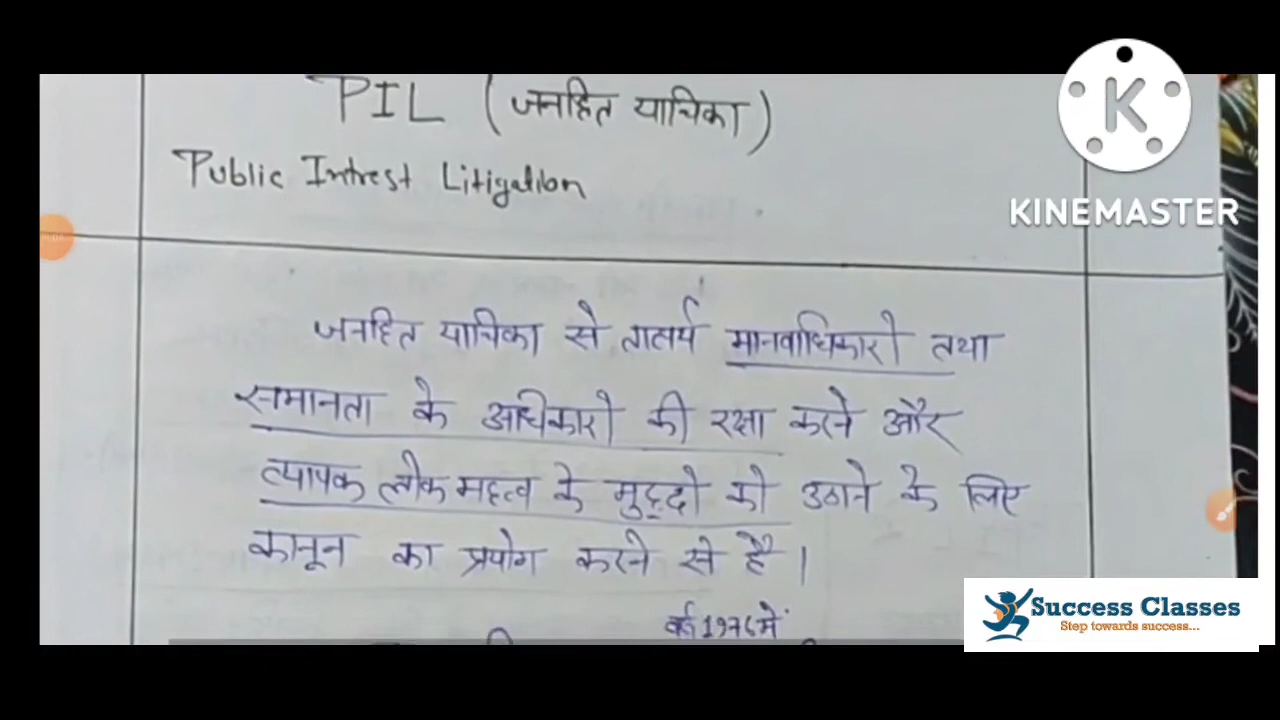 PIL (जनहित याचिका)
Public Intrest Litigation
जनहित याचिका से तात्पर्य मानवाधिकारो तथा
समानता के अधिकारो की रक्षा करने और
व्यापक लोक महत्व के मुद्दो को उठाने के लिए
कानून का प्रयोग करने से है।
वर्ष 1976 में
K
KINEMASTER
Success Classes
Step towards success...